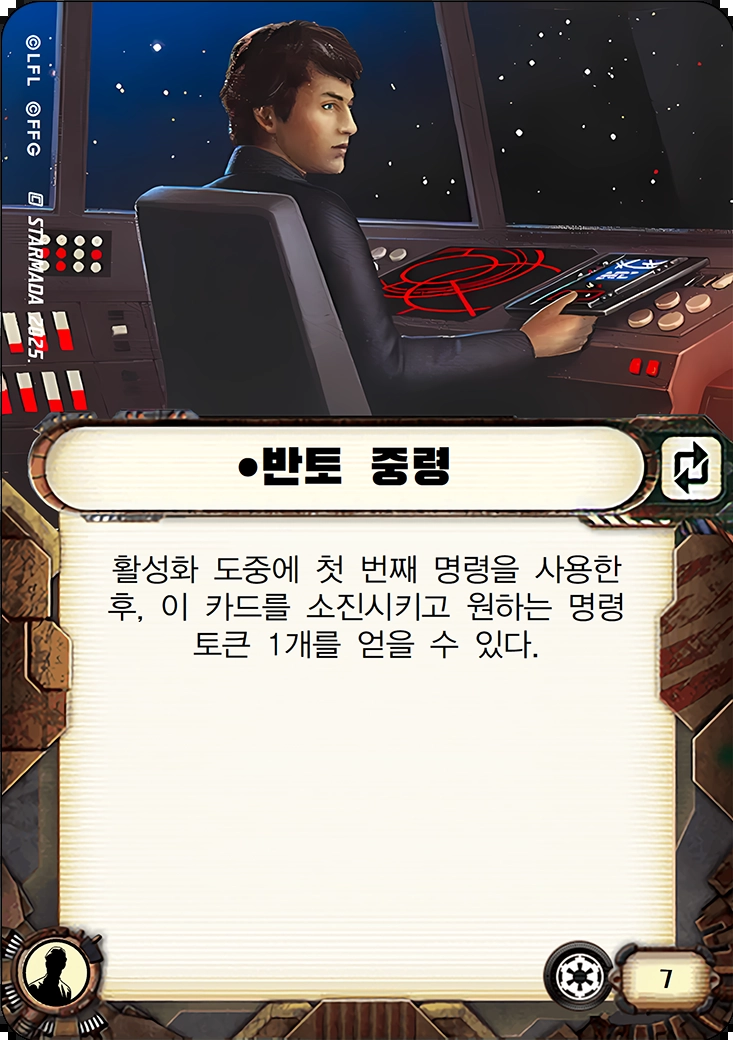 ©LFL ©FFG
STARMADA 2025.
•반토 중령
활성화 도중에 첫 번째 명령을 사용한
후, 이 카드를 소진시키고 원하는 명령
토큰 1개를 얻을 수 있다.
7